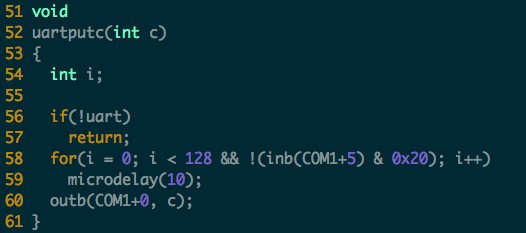 51 void
52 uartputc(int c)
53 {
54   int i;
55
56   if(!uart)
57     return;
58   for(i = 0; i < 128 && !(inb(COM1+5) & 0x20); i++)
59     microdelay(10);
60   outb(COM1+0, c);
61 }